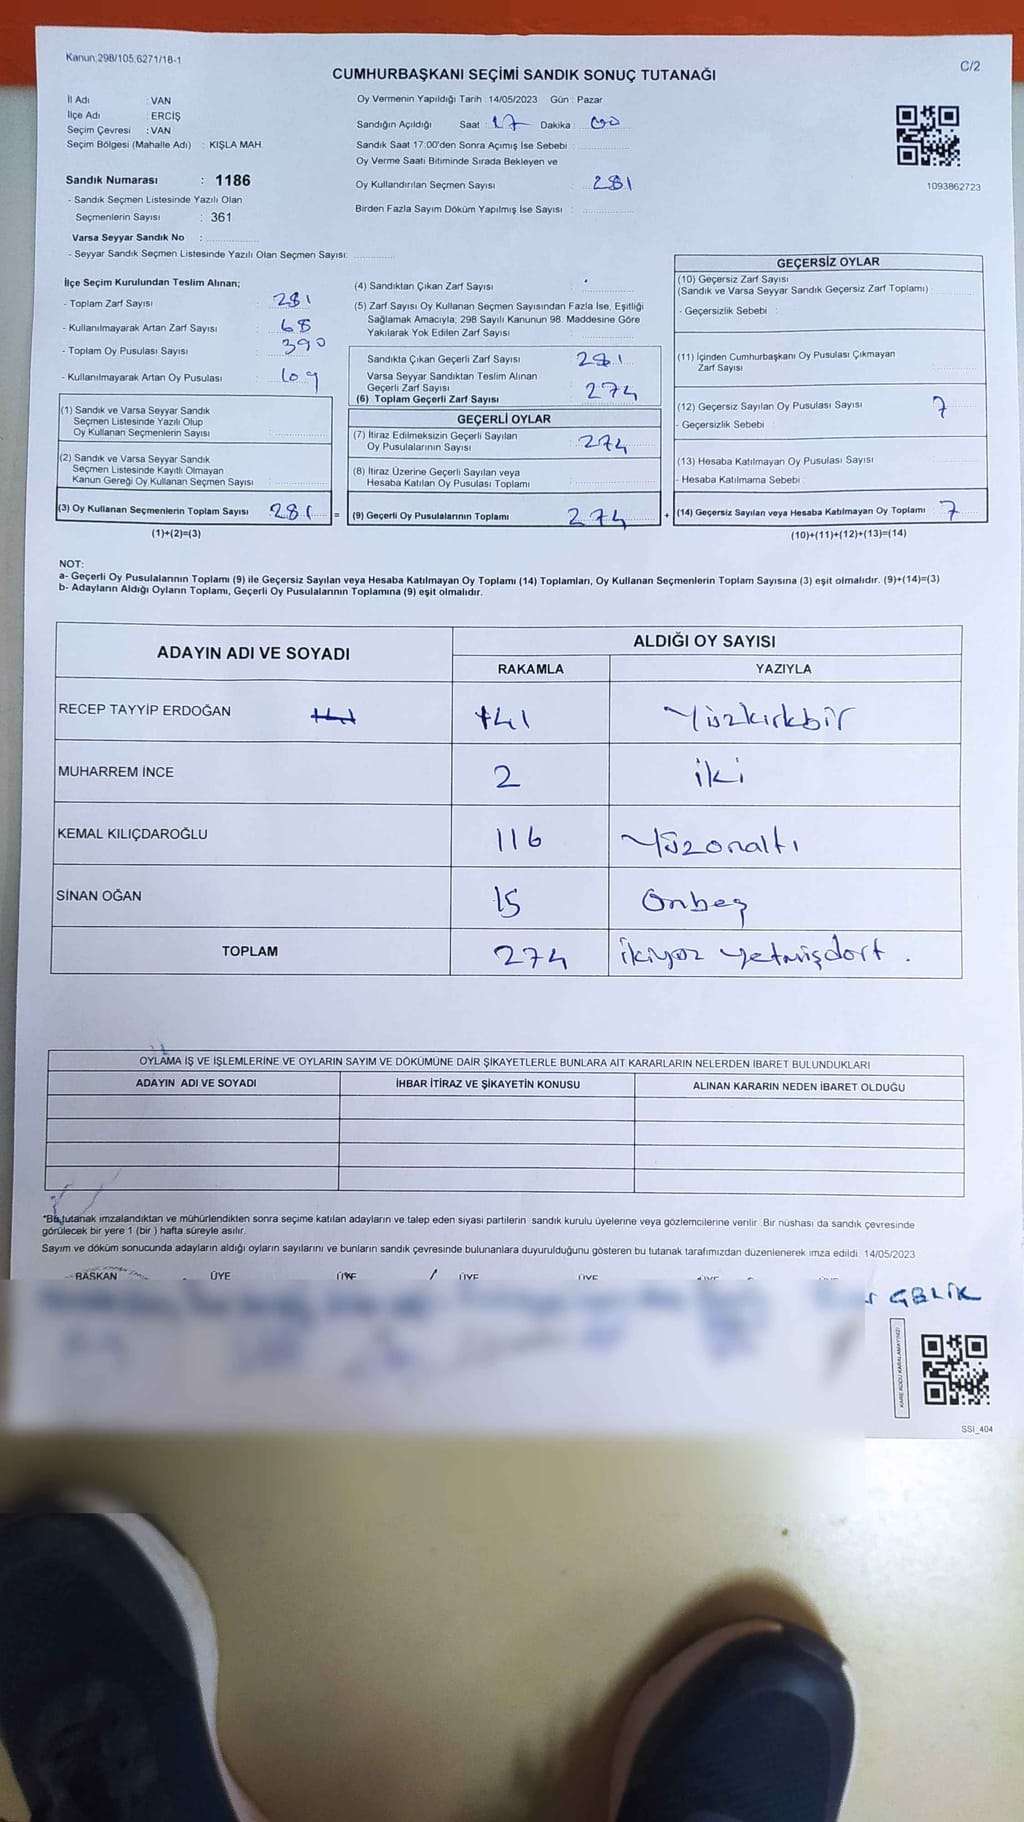 Kanun:298/105.6271/18-1
C/2
CUMHURBAŞKANI SEÇİMİ SANDIK SONUÇ TUTANAĞI
İl Adı : VAN
İlçe Adı : ERCİŞ
Seçim Çevresi : VAN
Seçim Bölgesi (Mahalle Adı) : KIŞLA MAH.
Oy Vermenin Yapıldığı Tarih : 14/05/2023 Gün : Pazar
Sandığın Açıldığı Saat : 17 Dakika : 00
Sandık Saat 17:00'den Sonra Açımış İse Sebebi :
Oy Verme Saati Bitiminde Sırada Bekleyen ve
Oy Kullandırılan Seçmen Sayısı : 281
Birden Fazla Sayım Döküm Yapılmış İse Sayısı :
1093862723
Sandık Numarası : 1186
- Sandık Seçmen Listesinde Yazılı Olan
Seçmenlerin Sayısı : 361
Varsa Seyyar Sandık No :
- Seyyar Sandık Seçmen Listesinde Yazılı Olan Seçmen Sayısı:
İlçe Seçim Kurulundan Teslim Alınan;
- Toplam Zarf Sayısı : 281
- Kullanılmayarak Artan Zarf Sayısı : 68
- Toplam Oy Pusulası Sayısı : 390
- Kullanılmayarak Artan Oy Pusulası : 109
(1) Sandık ve Varsa Seyyar Sandık
Seçmen Listesinde Yazılı Olup
Oy Kullanan Seçmenlerin Sayısı
(2) Sandık ve Varsa Seyyar Sandık
Seçmen Listesinde Kayıtlı Olmayan
Kanun Gereği Oy Kullanan Seçmen Sayısı
(3) Oy Kullanan Seçmenlerin Toplam Sayısı 281 =
(1)+(2)=(3)
(4) Sandıktan Çıkan Zarf Sayısı :
(5) Zarf Sayısı Oy Kullanan Seçmen Sayısından Fazla İse, Eşitliği
Sağlamak Amacıyla; 298 Sayılı Kanunun 98. Maddesine Göre
Yakılarak Yok Edilen Zarf Sayısı :
Sandıkta Çıkan Geçerli Zarf Sayısı 281
Varsa Seyyar Sandıktan Teslim Alınan
Geçerli Zarf Sayısı 274
(6) Toplam Geçerli Zarf Sayısı
GEÇERLİ OYLAR
(7) İtiraz Edilmeksizin Geçerli Sayılan
Oy Pusulalarının Sayısı 274
(8) İtiraz Üzerine Geçerli Sayılan veya
Hesaba Katılan Oy Pusulası Toplamı
(9) Geçerli Oy Pusulalarının Toplamı 274 +
GEÇERSİZ OYLAR
(10) Geçersiz Zarf Sayısı
(Sandık ve Varsa Seyyar Sandık Geçersiz Zarf Toplamı)
- Geçersizlik Sebebi :
(11) İçinden Cumhurbaşkanı Oy Pusulası Çıkmayan
Zarf Sayısı
(12) Geçersiz Sayılan Oy Pusulası Sayısı 7
- Geçersizlik Sebebi :
(13) Hesaba Katılmayan Oy Pusulası Sayısı
- Hesaba Katılmama Sebebi :
(14) Geçersiz Sayılan veya Hesaba Katılmayan Oy Toplamı 7
(10)+(11)+(12)+(13)=(14)
NOT:
a- Geçerli Oy Pusulalarının Toplamı (9) ile Geçersiz Sayılan veya Hesaba Katılmayan Oy Toplamı (14) Toplamları, Oy Kullanan Seçmenlerin Toplam Sayısına (3) eşit olmalıdır. (9)+(14)=(3)
b- Adayların Aldığı Oyların Toplamı, Geçerli Oy Pusulalarının Toplamına (9) eşit olmalıdır.
ADAYIN ADI VE SOYADI
ALDIĞI OY SAYISI
RAKAMLA YAZIYLA
RECEP TAYYİP ERDOĞAN 141 Yüzkırkbir
MUHARREM İNCE 2 iki
KEMAL KILIÇDAROĞLU 116 Yüzonaltı
SİNAN OĞAN 15 Onbeş
TOPLAM 274 ikiyüz yetmişdört.
OYLAMA İŞ VE İŞLEMLERİNE VE OYLARIN SAYIM VE DÖKÜMÜNE DAİR ŞİKAYETLERLE BUNLARA AİT KARARLARIN NELERDEN İBARET BULUNDUKLARI
ADAYIN ADI VE SOYADI İHBAR İTİRAZ VE ŞİKAYETİN KONUSU ALINAN KARARIN NEDEN İBARET OLDUĞU
*Bu tutanak imzalandıktan ve mühürlendikten sonra seçime katılan adayların ve talep eden siyasi partilerin sandık kurulu üyelerine veya gözlemcilerine verilir. Bir nüshası da sandık çevresinde
görülecek bir yere 1 (bir) hafta süreyle asılır.
Sayım ve döküm sonucunda adayların aldığı oyların sayılarını ve bunların sandık çevresinde bulunanlara duyurulduğunu gösteren bu tutanak tarafımızdan düzenlenerek imza edildi. 14/05/2023
BAŞKAN ÜYE ÜYE ÜYE ÜYE ÜYE ÜYE
KARE KODU KARALAMAYINIZ!
SSI_404